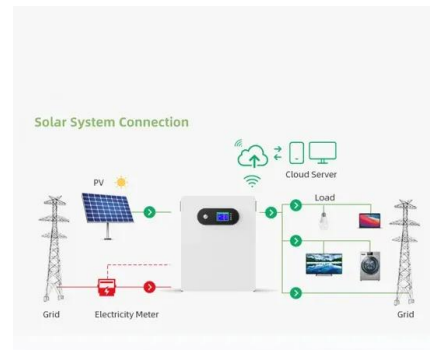 Solar System Connection
Cloud Server
PV
Load
Grid
Electricity Meter
Grid